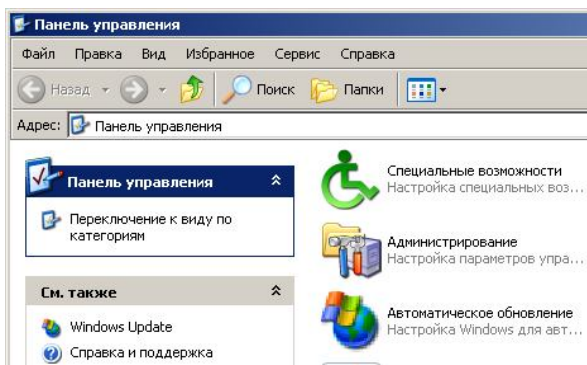 Панель управления
Файл Правка Вид Избранное Сервис Справка
Назад Поиск Папки
Адрес: Панель управления
Панель управления
Переключение к виду по
категориям
См. также
Windows Update
Справка и поддержка
Специальные возможности
Настройка специальных воз...
Администрирование
Настройка параметров упра...
Автоматическое обновление
Настройка Windows для авт...